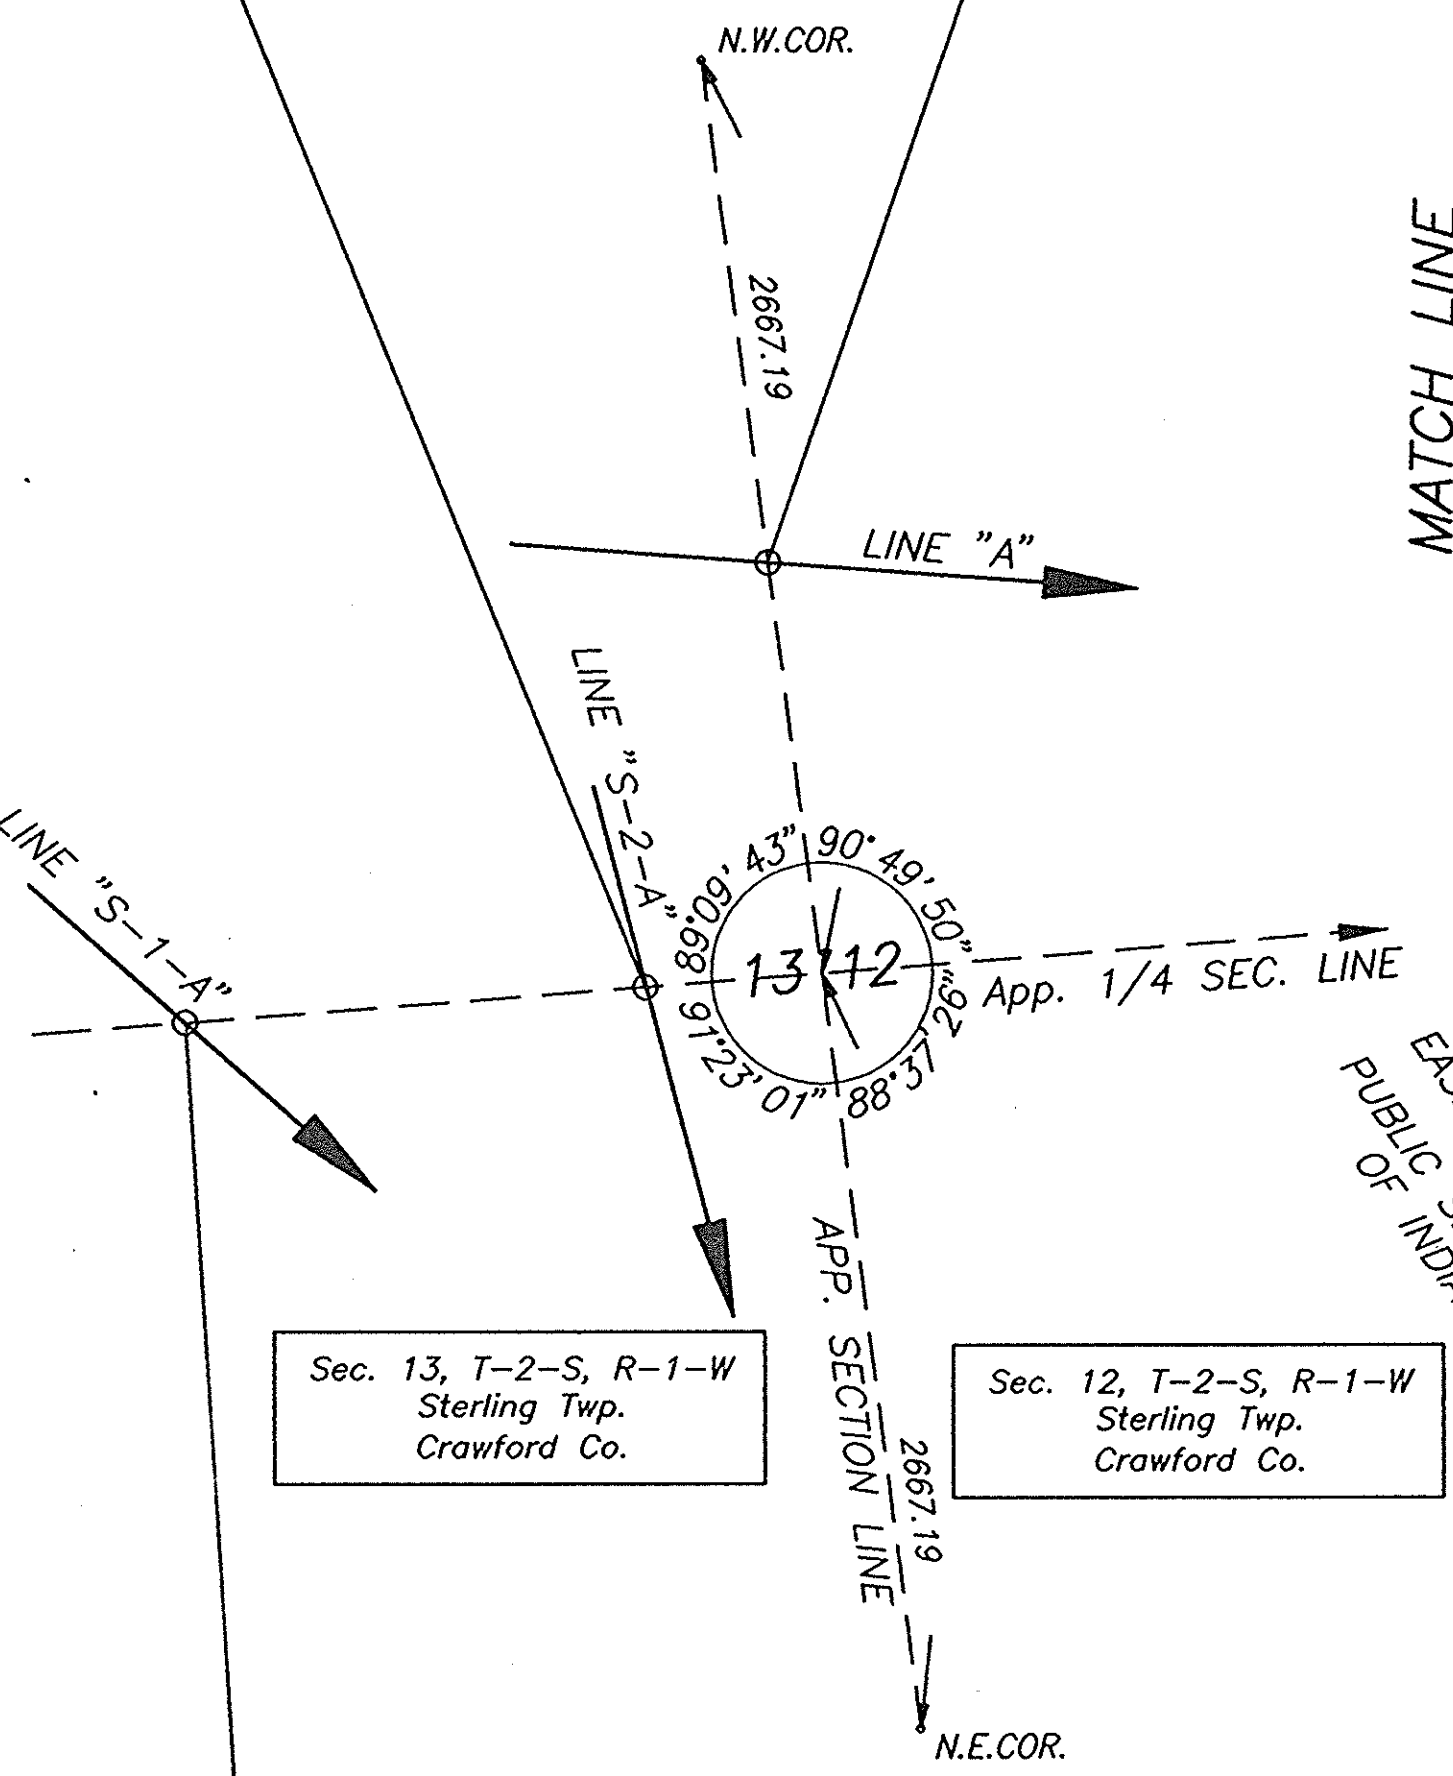 N.W.COR.
MATCH LINE
2667.19
LINE "A"
LINE "S-2-A"
LINE "S-1-A"
89°09' 43"
90° 49' 50"
13
12
91°23' 01"
88°37' 26"
App. 1/4 SEC. LINE
PUBLIC
OF
APP. SECTION LINE
2667.19
Sec. 13, T-2-S, R-1-W
Sterling Twp.
Crawford Co.
Sec. 12, T-2-S, R-1-W
Sterling Twp.
Crawford Co.
N.E.COR.